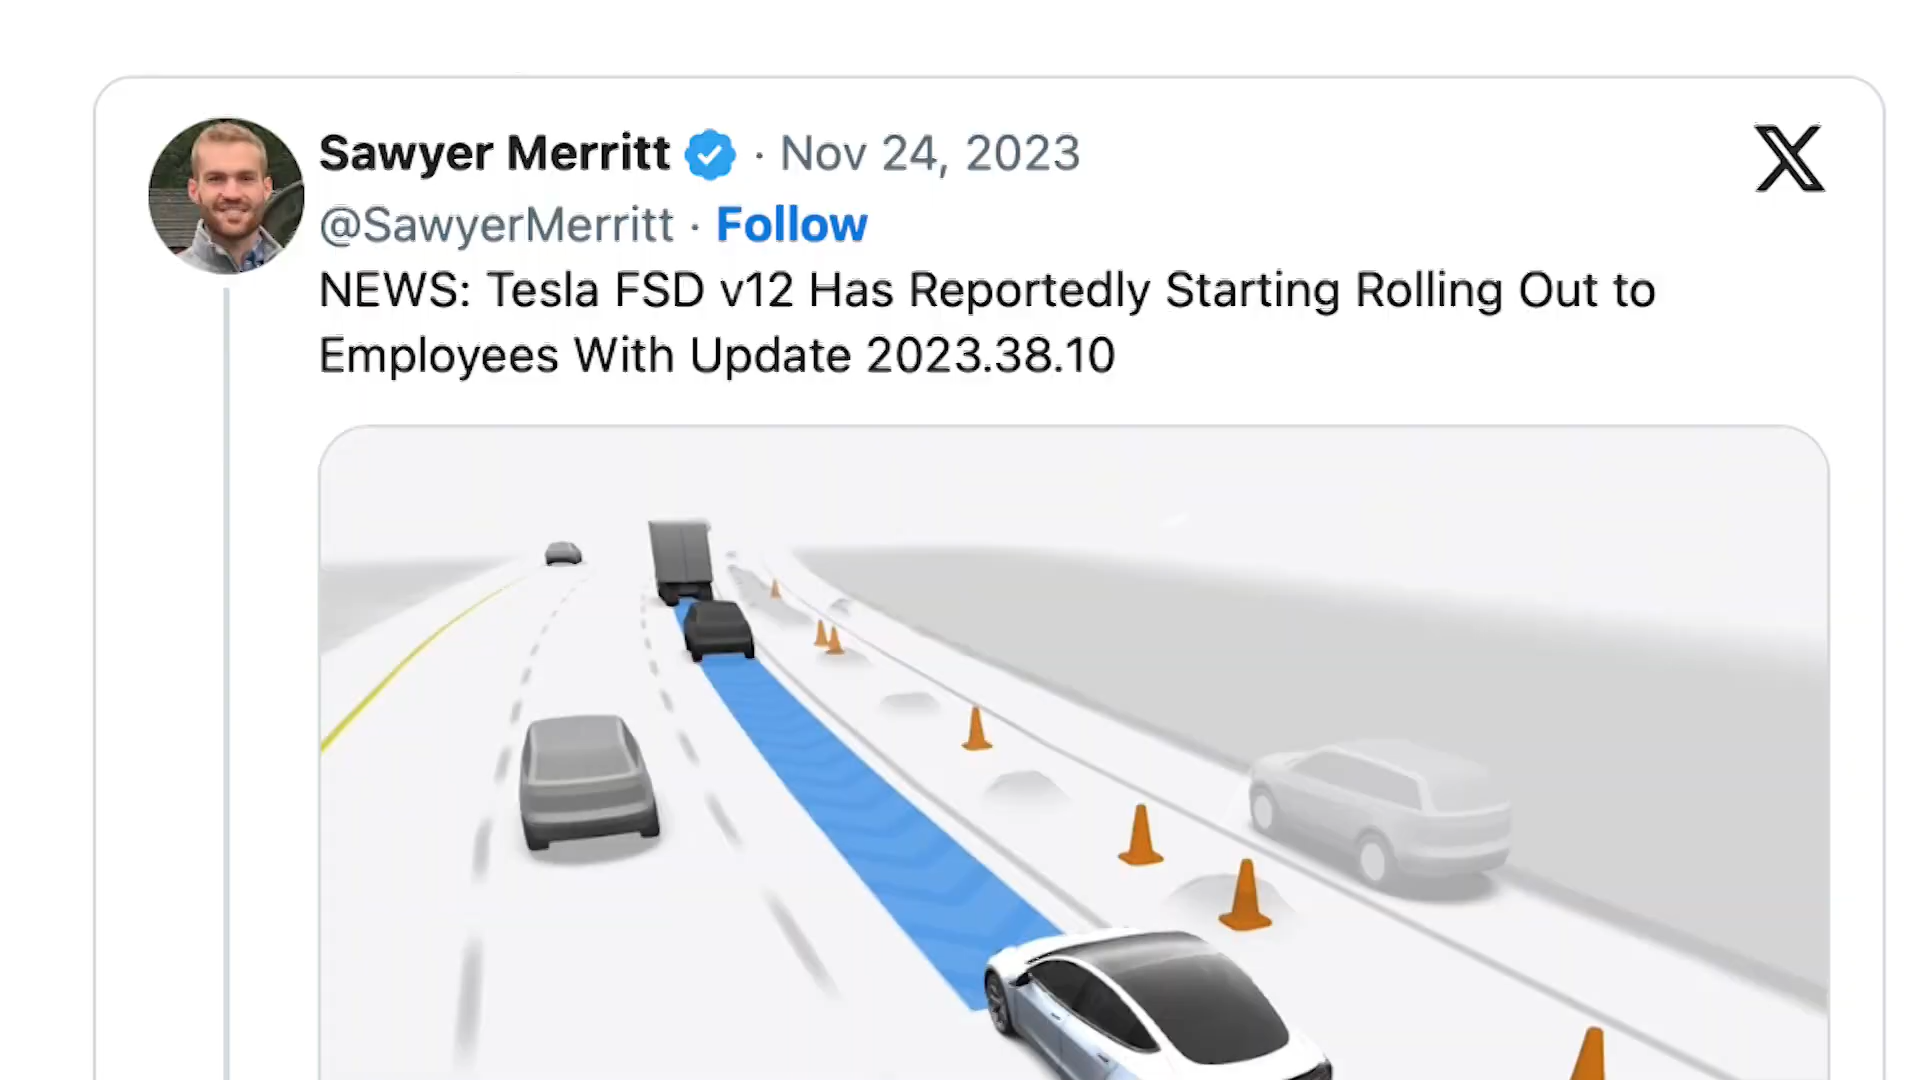 Sawyer Merritt · Nov 24, 2023
@SawyerMerritt · Follow
NEWS: Tesla FSD v12 Has Reportedly Starting Rolling Out to
Employees With Update 2023.38.10